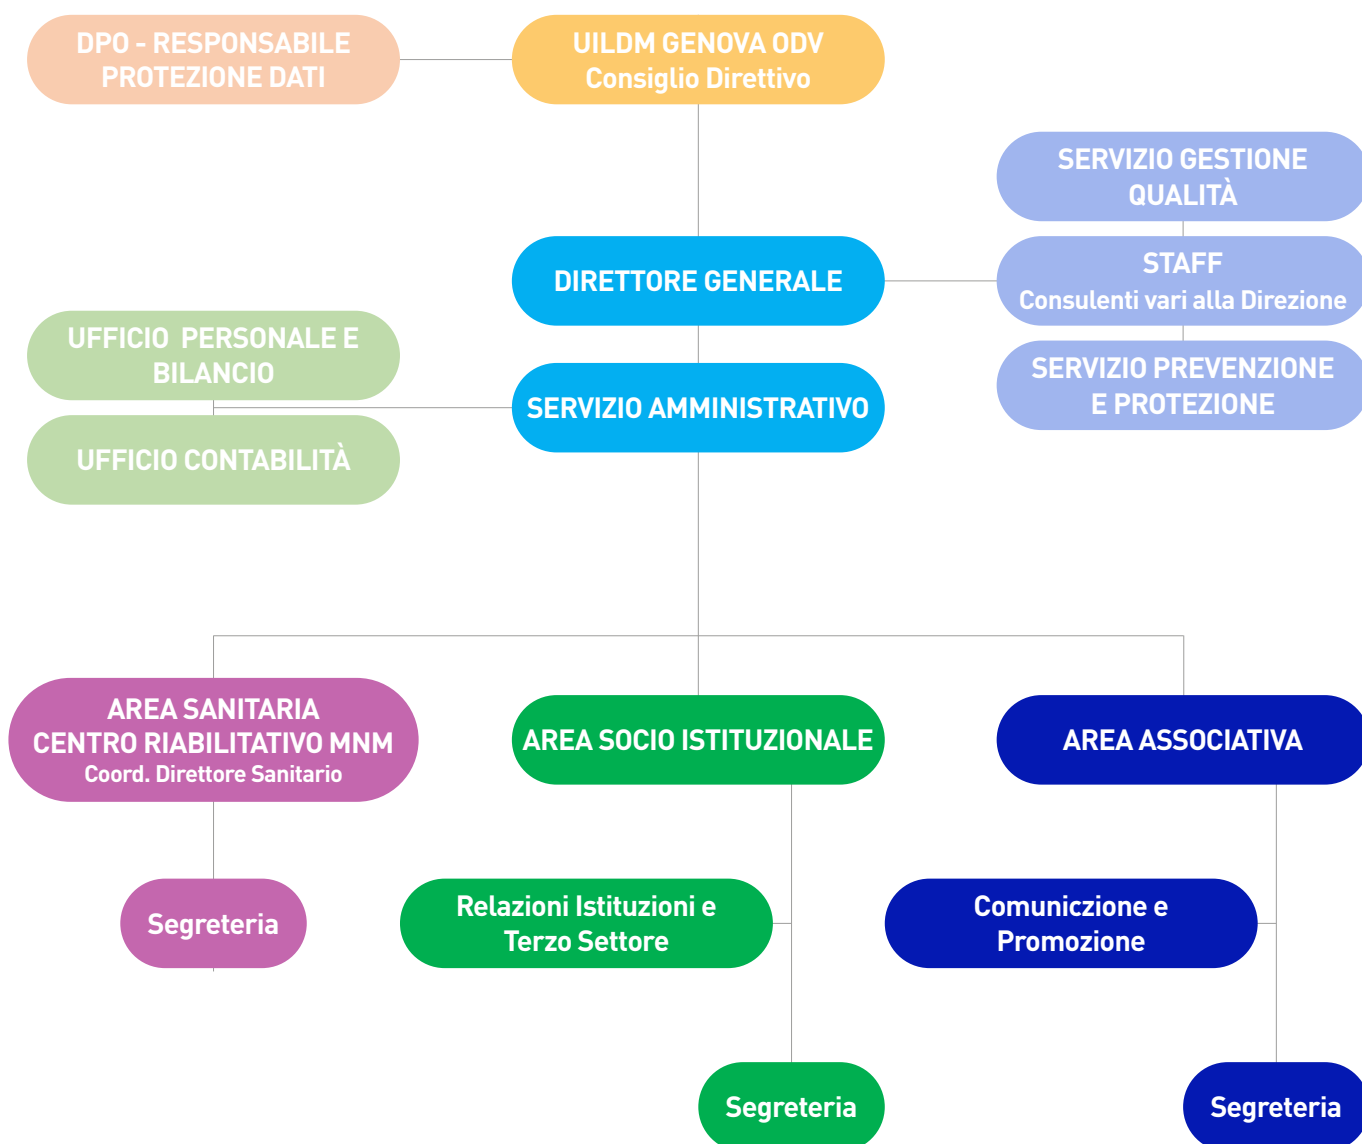 DPO - RESPONSABILE
PROTEZIONE DATI
UILDM GENOVA ODV
Consiglio Direttivo
SERVIZIO GESTIONE
QUALITÀ
DIRETTORE GENERALE
STAFF
Consulenti vari alla Direzione
UFFICIO PERSONALE E
BILANCIO
SERVIZIO AMMINISTRATIVO
SERVIZIO PREVENZIONE
E PROTEZIONE
UFFICIO CONTABILITÀ
AREA SANITARIA
CENTRO RIABILITATIVO MNM
Coord. Direttore Sanitario
AREA SOCIO ISTITUZIONALE
AREA ASSOCIATIVA
Segreteria
Relazioni Istituzioni e
Terzo Settore
Comuniczione e
Promozione
Segreteria
Segreteria